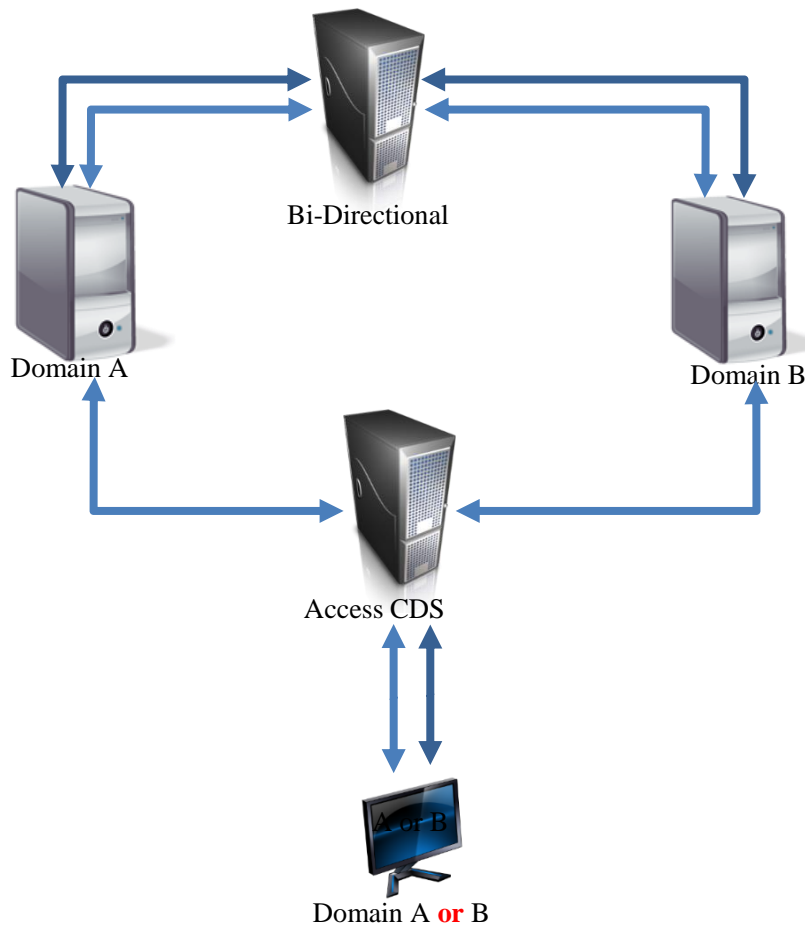 Bi-Directional
Domain A
Domain B
Access CDS
A or B
Domain A or B